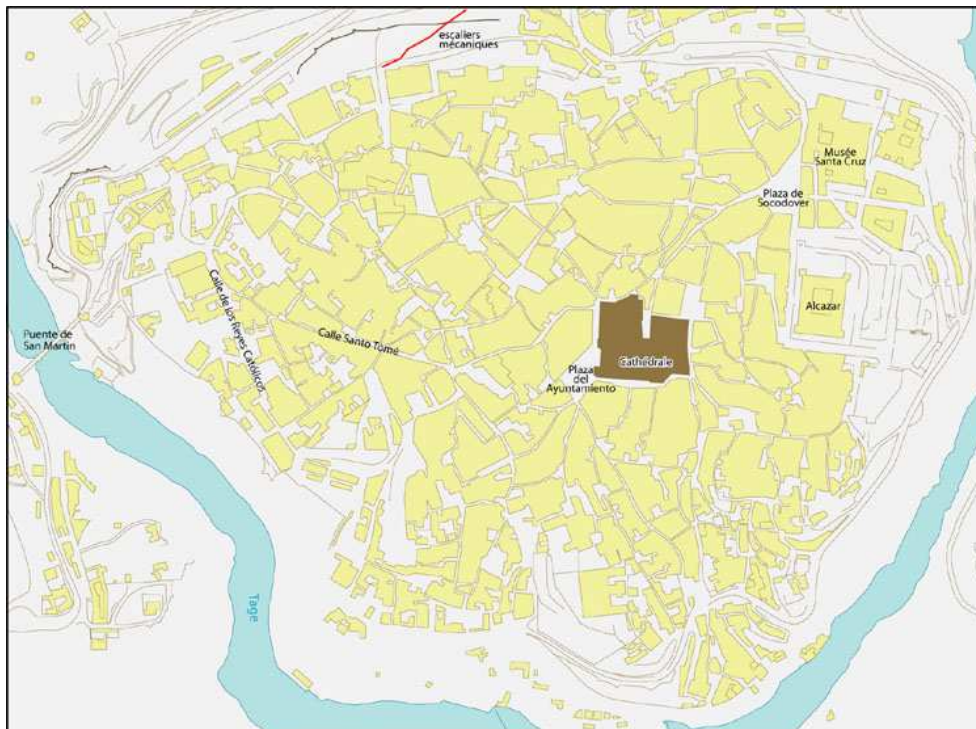 escaliers
mécaniques
Musée
Santa Cruz
Plaza de
Socodover
Alcazar
Calle de los Reyes Católicos
Calle Santo Tomé
Puente de
San Martin
Cathédrale
Plaza
del
Ayuntamiento
Tage